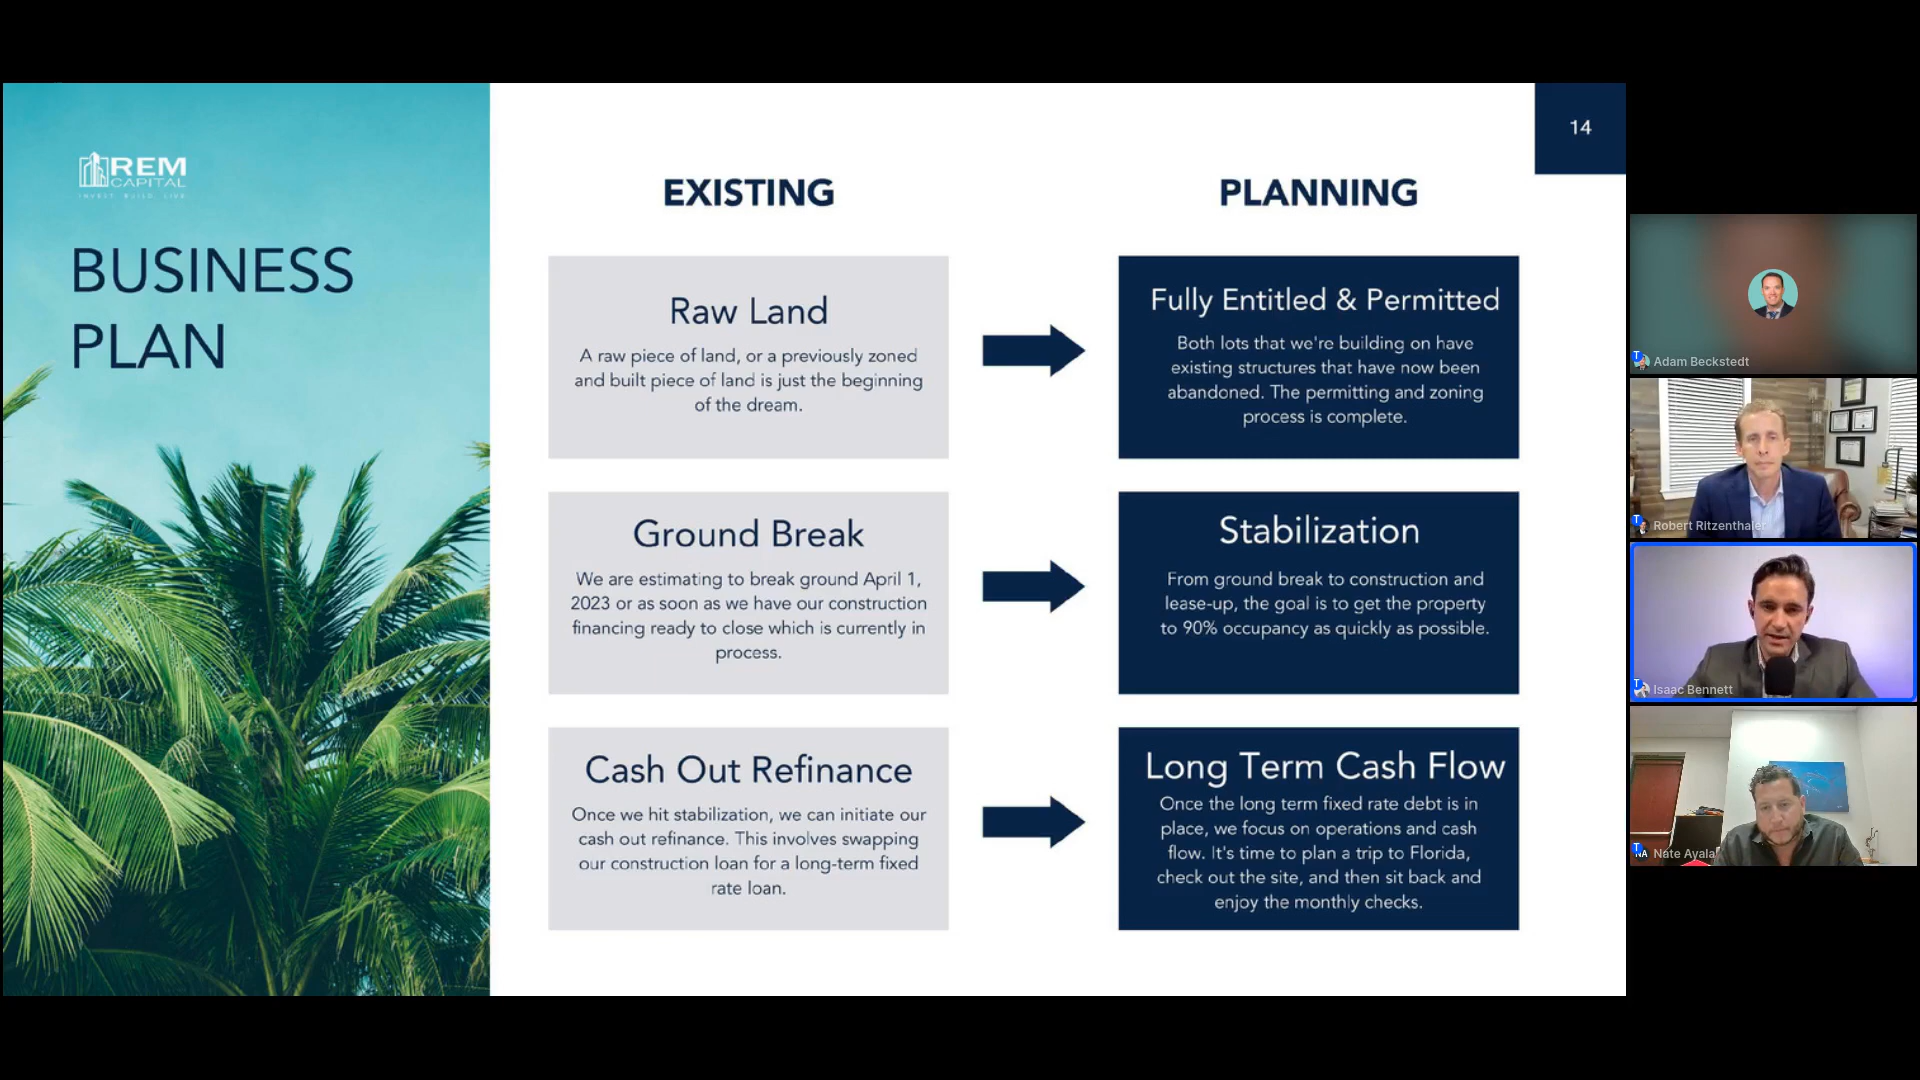 REM
CAPITAL
INVEST BUILD LIVE
BUSINESS
PLAN
14
EXISTING
PLANNING
Raw Land
A raw piece of land, or a previously zoned
and built piece of land is just the beginning
of the dream.
Fully Entitled & Permitted
Both lots that we're building on have
existing structures that have now been
abandoned. The permitting and zoning
process is complete.
Ground Break
We are estimating to break ground April 1,
2023 or as soon as we have our construction
financing ready to close which is currently in
process.
Stabilization
From ground break to construction and
lease-up, the goal is to get the property
to 90% occupancy as quickly as possible.
Cash Out Refinance
Once we hit stabilization, we can initiate our
cash out refinance. This involves swapping
our construction loan for a long-term fixed
rate loan.
Long Term Cash Flow
Once the long term fixed rate debt is in
place, we focus on operations and cash
flow. It's time to plan a trip to Florida,
check out the site, and then sit back and
enjoy the monthly checks.
T
Adam Beckstedt
T
Robert Ritzenthaler
T
Isaac Bennett
T
NA
Nate Ayala